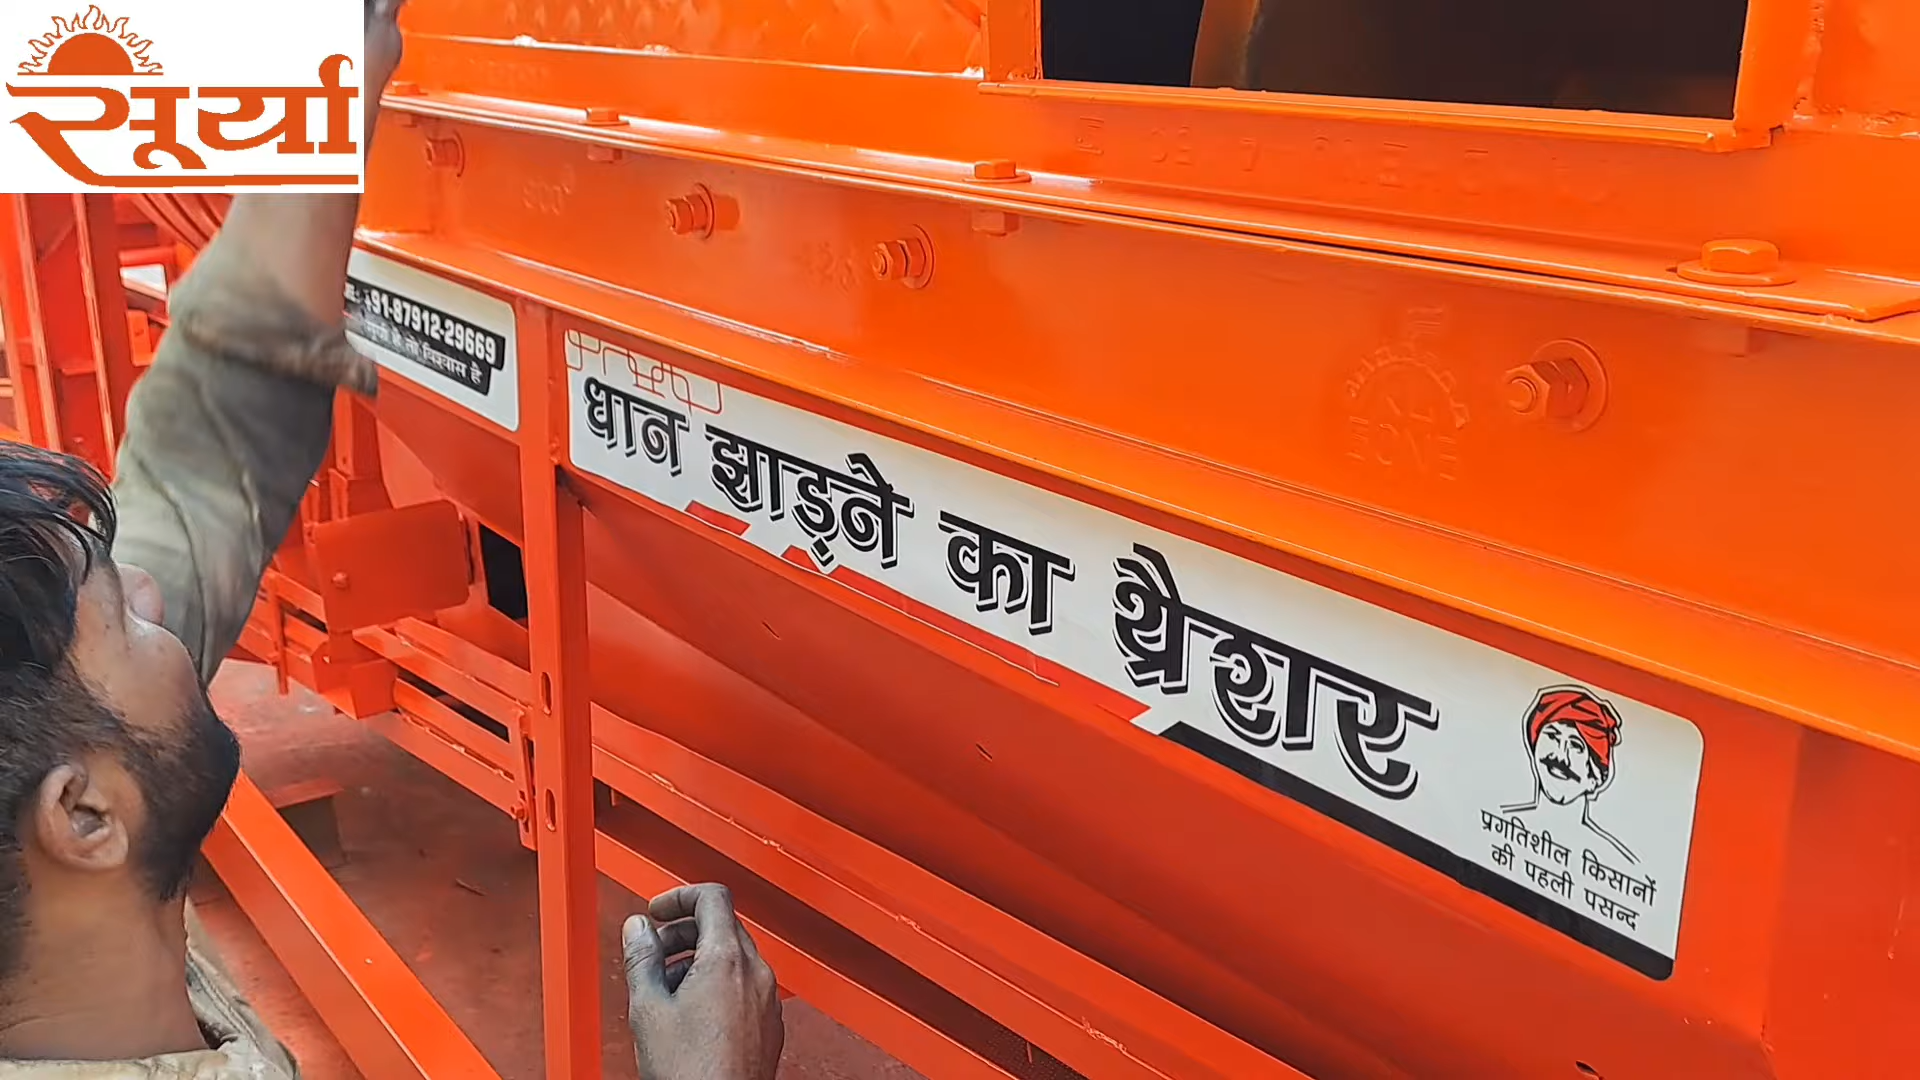 सूर्या
+91-87912-29669
सूर्या है तो विश्वास है
धान झाड़ने का थ्रैशर
प्रगतिशील किसानों
की पहली पसन्द